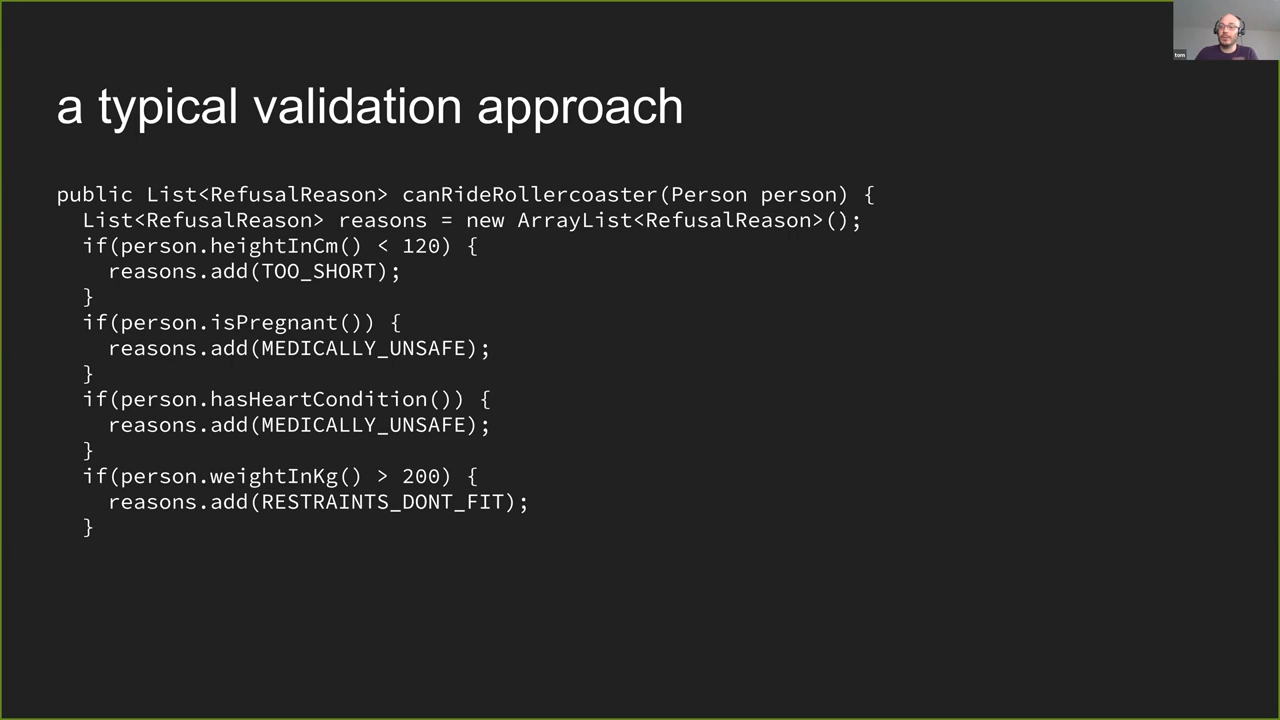 tom
a typical validation approach
public List<RefusalReason> canRideRollercoaster(Person person) {
  List<RefusalReason> reasons = new ArrayList<RefusalReason>();
  if(person.heightInCm() < 120) {
    reasons.add(TOO_SHORT);
  }
  if(person.isPregnant()) {
    reasons.add(MEDICALLY_UNSAFE);
  }
  if(person.hasHeartCondition()) {
    reasons.add(MEDICALLY_UNSAFE);
  }
  if(person.weightInKg() > 200) {
    reasons.add(RESTRAINTS_DONT_FIT);
  }